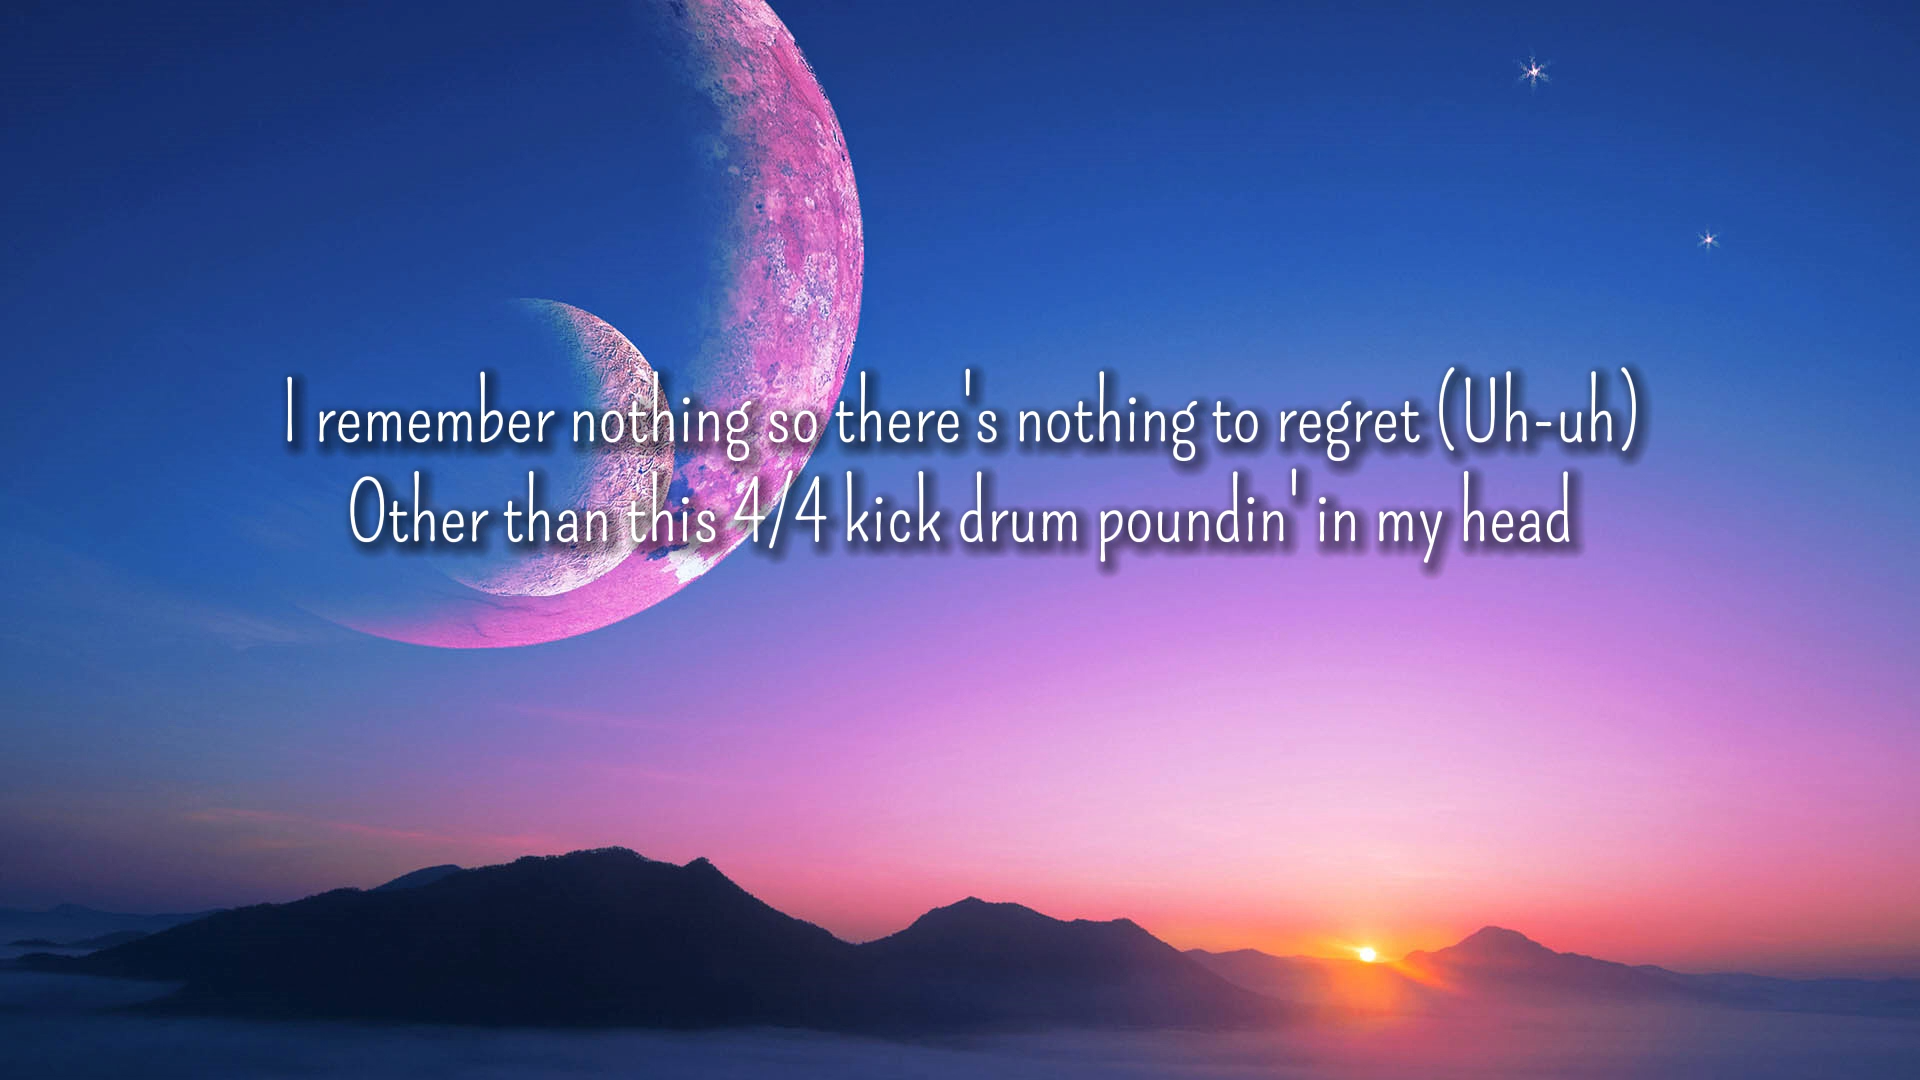 I remember nothing so there's nothing to regret (Uh-uh)
Other than this 4/4 kick drum poundin' in my head